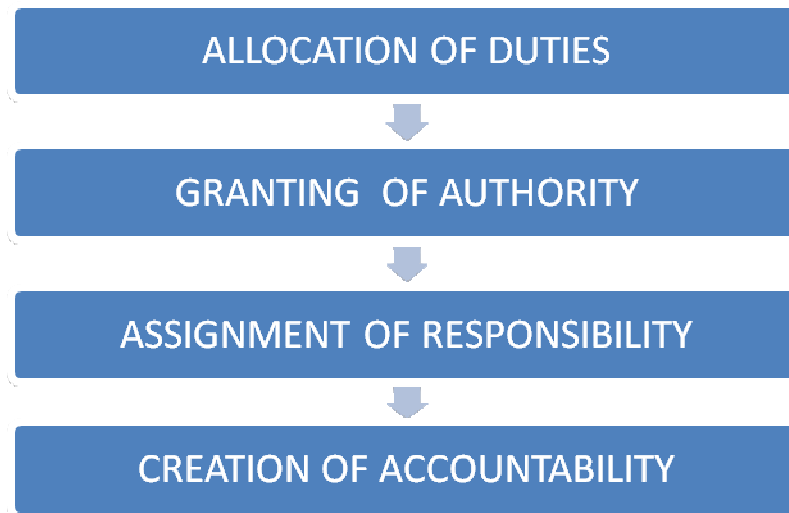 ALLOCATION OF DUTIES
GRANTING OF AUTHORITY
ASSIGNMENT OF RESPONSIBILITY
CREATION OF ACCOUNTABILITY